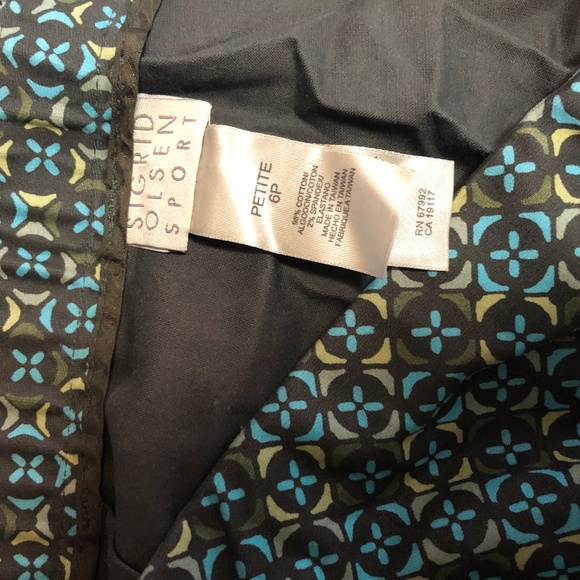 SIGRID
OLSEN
SPORT
PETITE
6P
98% COTTON/
ALGODON/COTON
2% SPANDEX/
ELASTANO
MADE IN TAIWAN
HECHO EN TAIWAN
FABRIQUE A TAIWAN
RN 67992
CA 19117